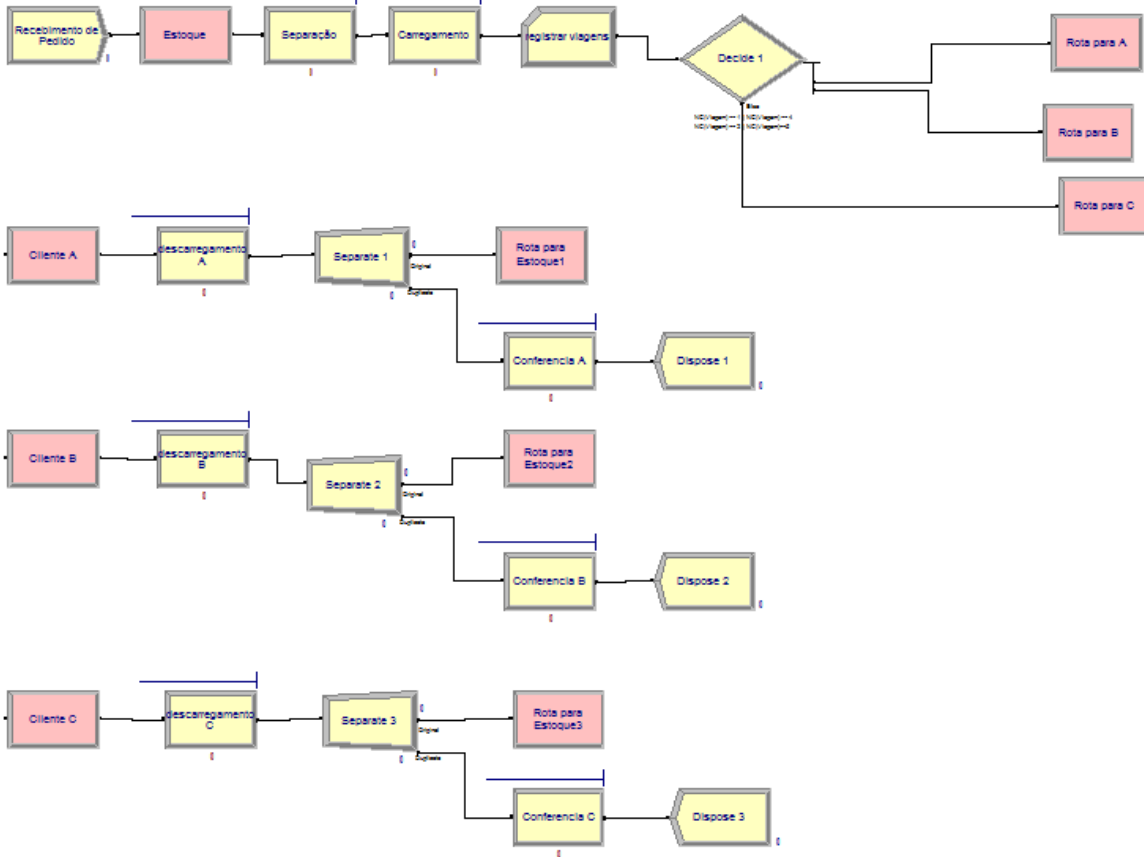 Recebimento de
Pedido
Estoque
Separação
Carregamento
registrar viagens
Decide 1
Else
Rota para A
Rota para B
Rota para C
Cliente A
descarregamento
A
Separate 1
Original
Duplicate
Rota para
Estoque1
Conferencia A
Dispose 1
Cliente B
descarregamento
B
Separate 2
Original
Duplicate
Rota para
Estoque2
Conferencia B
Dispose 2
Cliente C
descarregamento
C
Separate 3
Original
Duplicate
Rota para
Estoque3
Conferencia C
Dispose 3